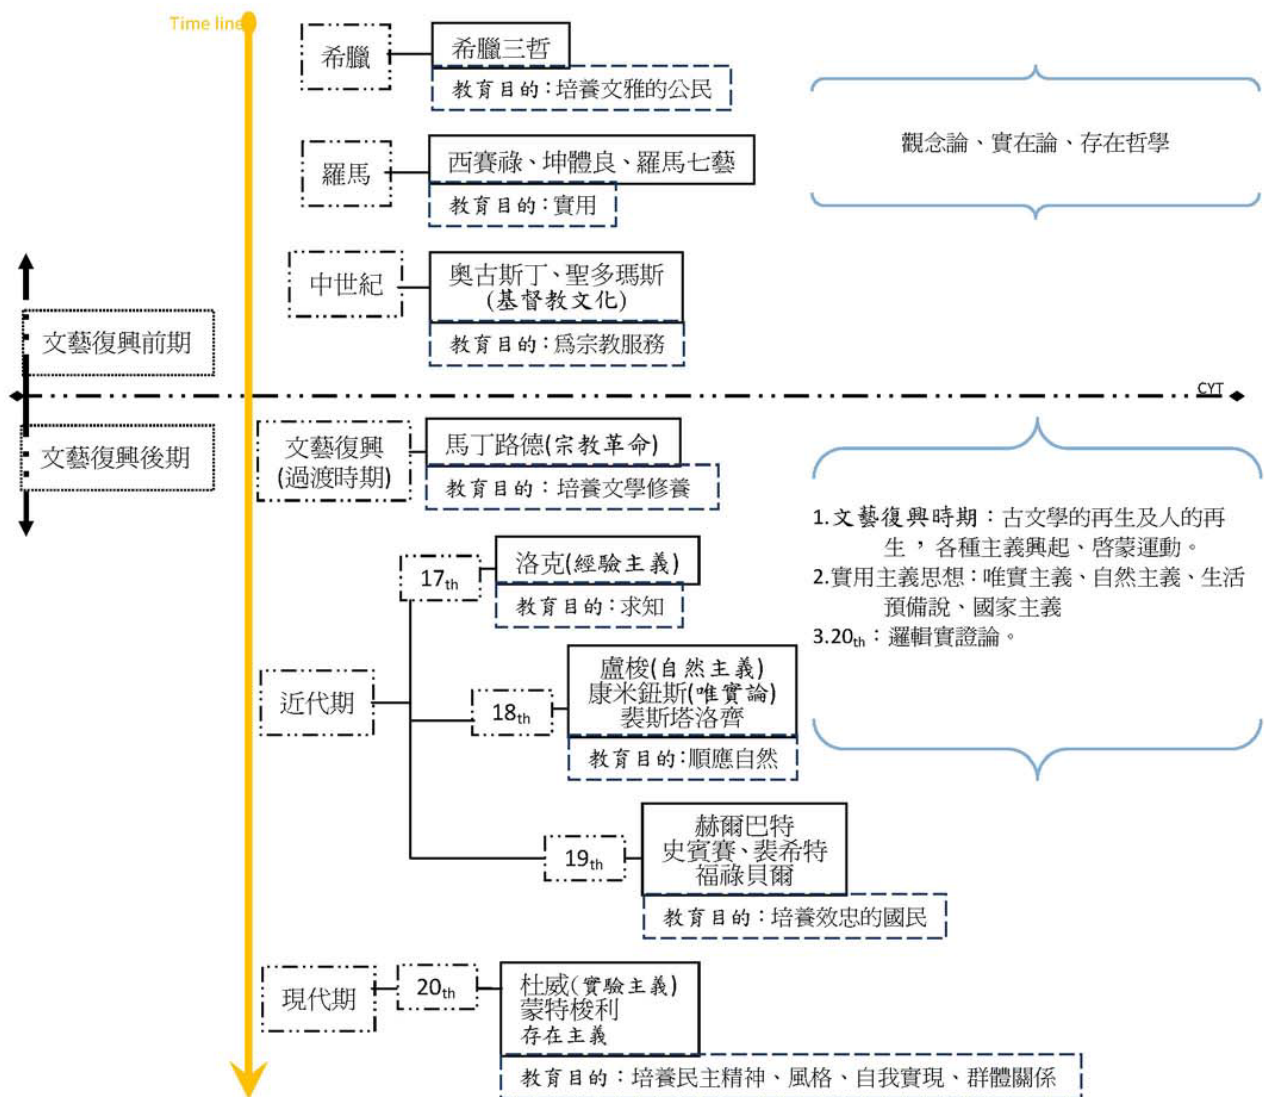 Time line
希臘
希臘三哲
教育目的：培養文雅的公民
觀念論、實在論、存在哲學
羅馬
西賽祿、坤體良、羅馬七藝
教育目的：實用
中世紀
奧古斯丁、聖多瑪斯
(基督教文化)
教育目的：爲宗教服務
文藝復興前期
CYT
文藝復興後期
文藝復興
(過渡時期)
馬丁路德(宗教革命)
教育目的：培養文學修養
1.文藝復興時期：古文學的再生及人的再
生，各種主義興起、啓蒙運動。
2.實用主義思想：唯實主義、自然主義、生活
預備說、國家主義
3.20th：邏輯實證論。
近代期
17th
洛克(經驗主義)
教育目的：求知
18th
盧梭(自然主義)
康米鈕斯(唯實論)
裴斯塔洛齊
教育目的:順應自然
19th
赫爾巴特
史賓賽、裴希特
福祿貝爾
教育目的：培養效忠的國民
現代期
20th
杜威(實驗主義)
蒙特梭利
存在主義
教育目的：培養民主精神、風格、自我實現、群體關係